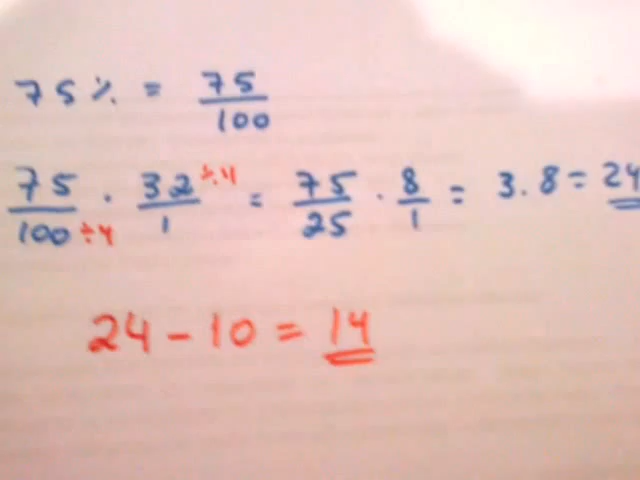 75% = 75/100
75/100 ÷4 · 32/1 ÷4 = 75/25 · 8/1 = 3 · 8 = 24
24 - 10 = 14